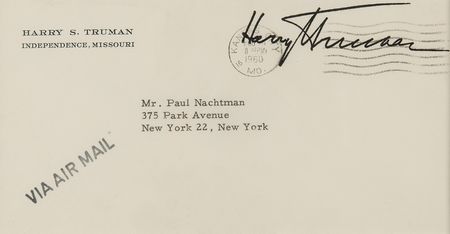 HARRY S. TRUMAN
INDEPENDENCE, MISSOURI
Harry S Truman
KAN
1960
MO.
Mr. Paul Nachtman
375 Park Avenue
New York 22, New York
VIA AIR MAIL